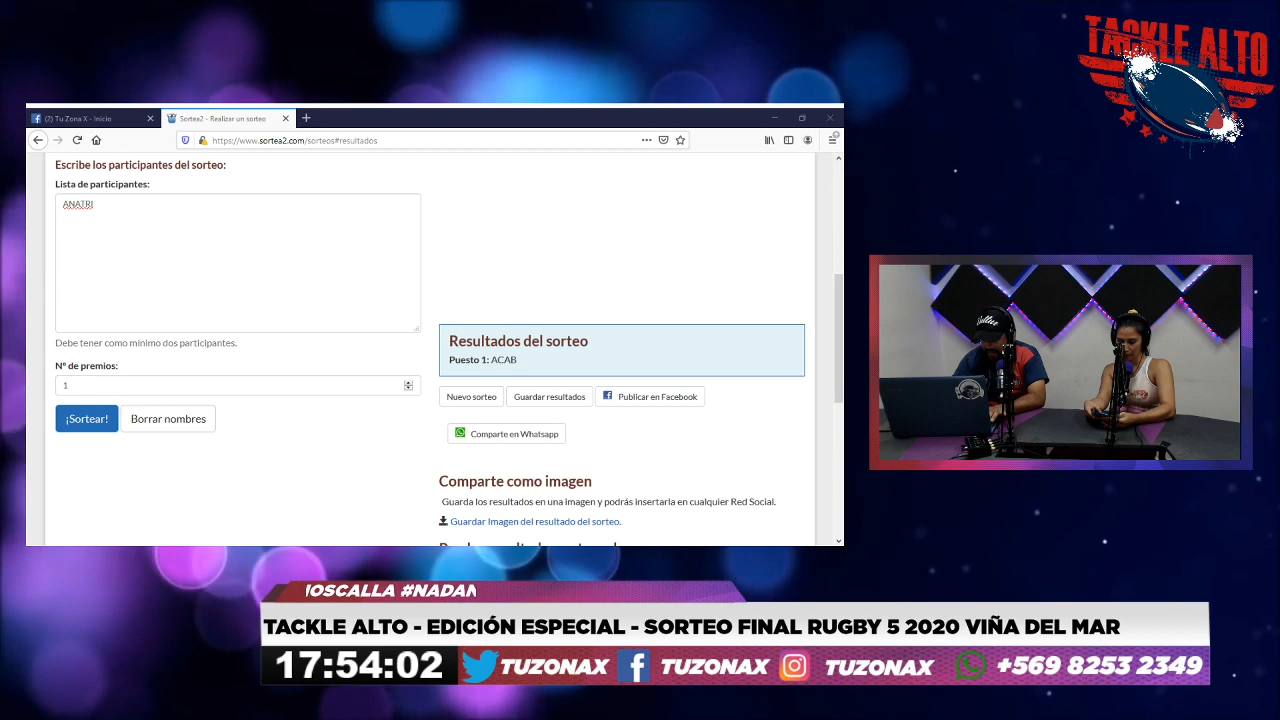 TACKLE ALTO
(2) Tu Zona X - Inicio
Sortea2 - Realizar un sorteo
https://www.sortea2.com/sorteos#resultados
Escribe los participantes del sorteo:
Lista de participantes:
ANATRI
Debe tener como mínimo dos participantes.
Nº de premios:
1
¡Sortear!
Borrar nombres
Resultados del sorteo
Puesto 1: ACAB
Nuevo sorteo
Guardar resultados
Publicar en Facebook
Comparte en Whatsapp
Comparte como imagen
Guarda los resultados en una imagen y podrás insertarla en cualquier Red Social.
Guardar Imagen del resultado del sorteo.
IOSCALLA #NADAN
TACKLE ALTO - EDICIÓN ESPECIAL - SORTEO FINAL RUGBY 5 2020 VIÑA DEL MAR
17:54:02 TUZONAX TUZONAX TUZONAX +569 8253 2349